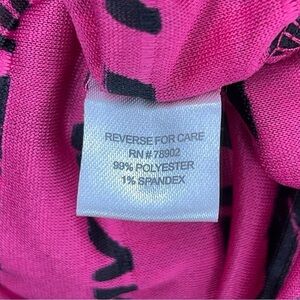 REVERSE FOR CARE
RN # 78902
99% POLYESTER
1% SPANDEX